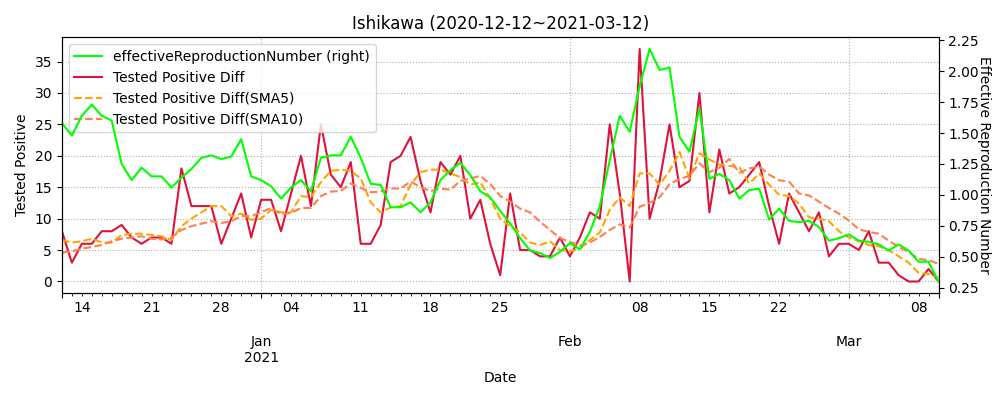 Ishikawa (2020-12-12~2021-03-12)
effectiveReproductionNumber (right)
Tested Positive Diff
Tested Positive Diff(SMA5)
Tested Positive Diff(SMA10)
Tested Positive
35
30
25
20
15
10
5
0
2.25
2.00
1.75
1.50
1.25
1.00
0.75
0.50
0.25
Effective Reproduction Number
14 21 28 04 11 18 25 08 15 22 08
Jan Feb Mar
2021
Date